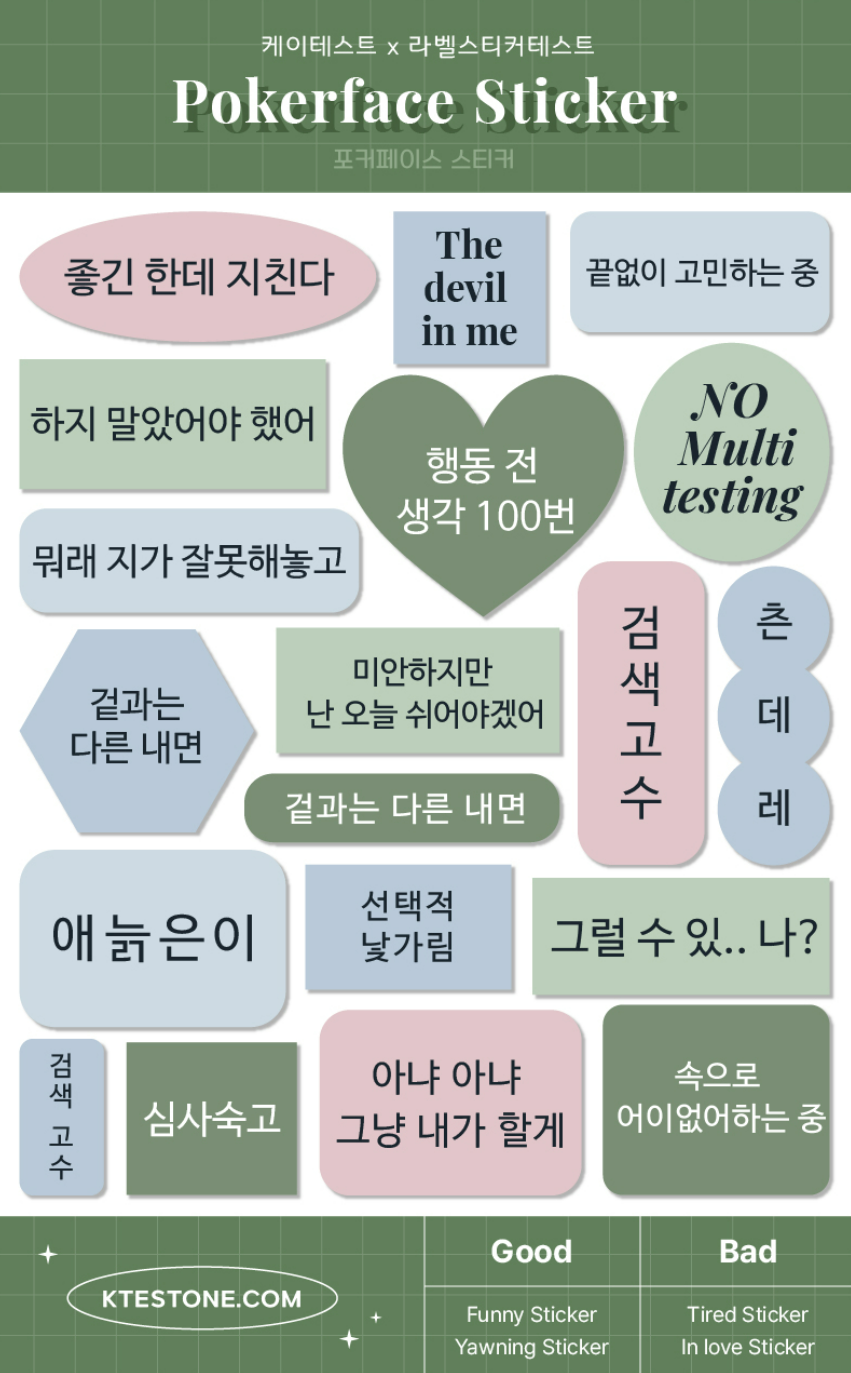 케이테스트 x 라벨스티커테스트
Pokerface Sticker
포커페이스 스티커
좋긴 한데 지친다
The
devil
in me
끝없이 고민하는 중
하지 말았어야 했어
행동 전
생각 100번
NO
Multi
testing
뭐래 지가 잘못해놓고
겉과는
다른 내면
미안하지만
난 오늘 쉬어야겠어
검
색
고
수
츤
데
레
겉과는 다른 내면
애늙은이
선택적
낯가림
그럴 수 있.. 나?
검
색
고
수
심사숙고
아냐 아냐
그냥 내가 할게
속으로
어이없어하는 중
KTESTONE.COM
Good
Funny Sticker
Yawning Sticker
Bad
Tired Sticker
In love Sticker